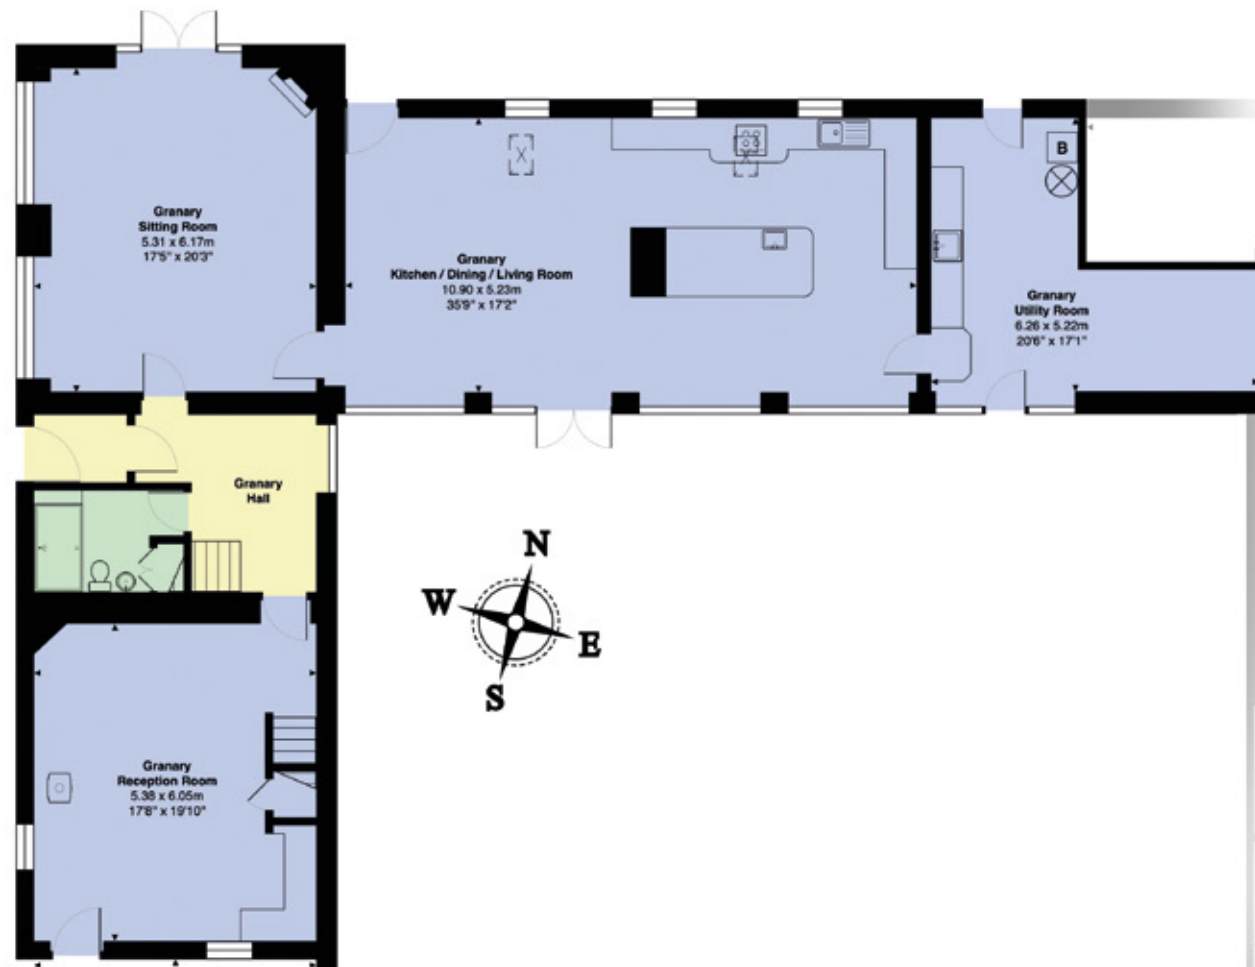 Granary
Sitting Room
5.31 x 6.17m
17'5" x 20'3"
Granary
Kitchen / Dining / Living Room
10.90 x 5.23m
35'9" x 17'2"
B
Granary
Utility Room
6.26 x 5.22m
20'6" x 17'1"
Granary
Hall
N
W
E
S
Granary
Reception Room
5.38 x 6.05m
17'8" x 19'10"